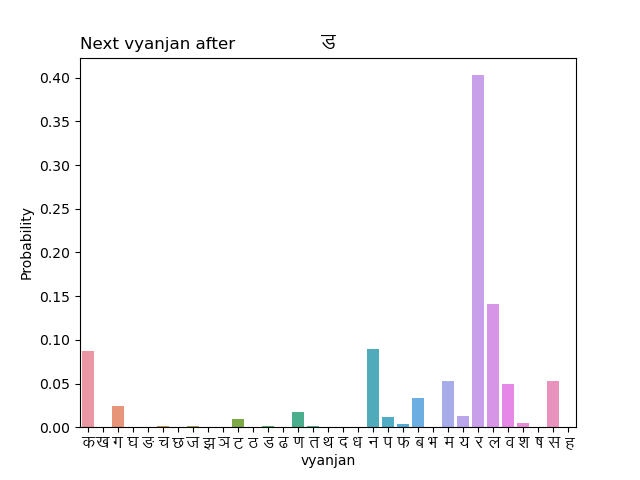 Next vyanjan after ड
0.40
0.35
0.30
0.25
0.20
0.15
0.10
0.05
0.00
Probability
क ख ग घ ङ च छ ज झ ञ ट ठ ड ढ ण त थ द ध न प फ ब भ म य र ल व श ष स ह
vyanjan